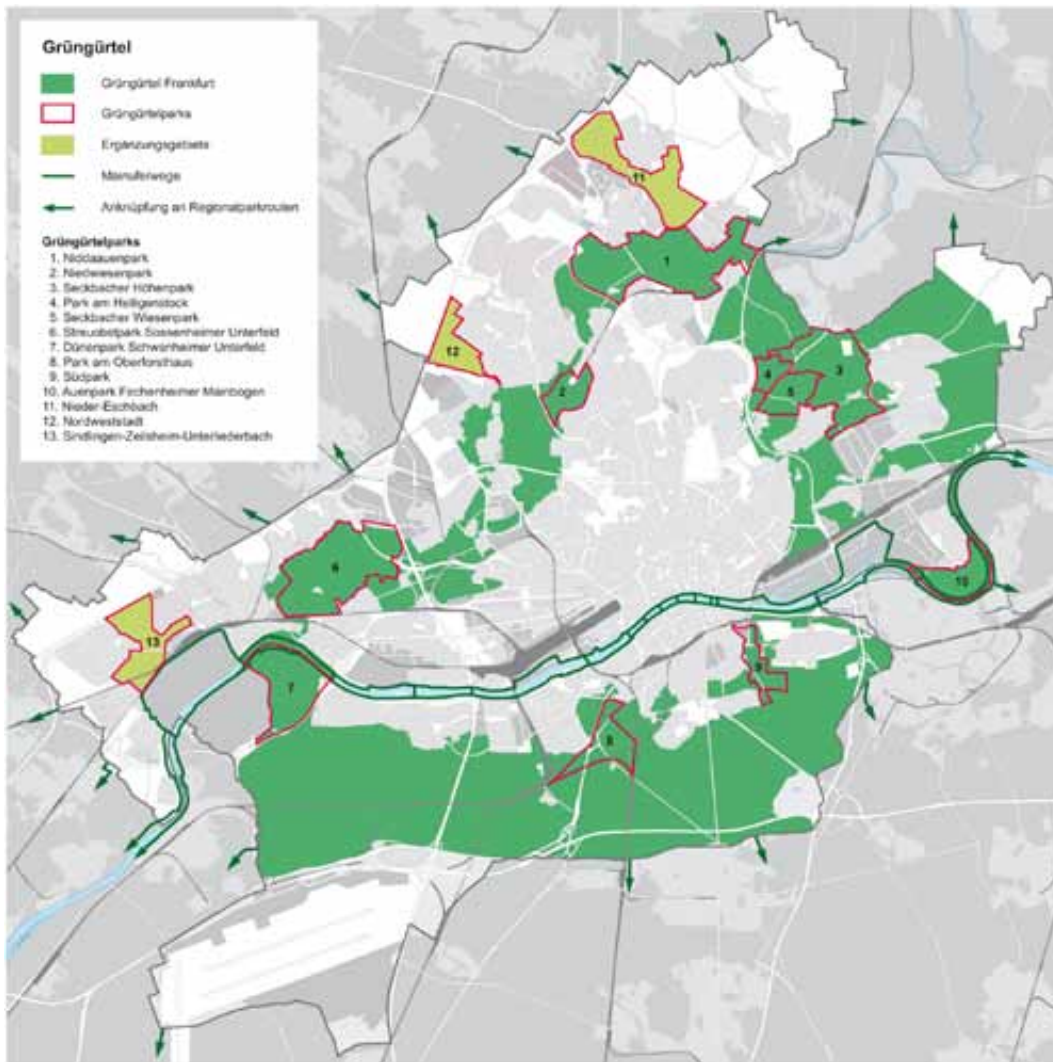 Grüngürtel
Grüngürtel Frankfurt
Grüngürtelparks
Ergänzungsgebiete
Mainuferwege
Anknüpfung an Regionalparkrouten
Grüngürtelparks
1. Niddaauenpark
2. Niedwiesenpark
3. Seckbacher Höhenpark
4. Park am Heiligenstock
5. Seckbacher Wiesenpark
6. Streuobstpark Sossenheimer Unterfeld
7. Dünenpark Schwanheimer Unterfeld
8. Park am Oberforsthaus
9. Südpark
10. Auenpark Fechenheimer Mainbogen
11. Nieder-Eschbach
12. Nordweststadt
13. Sindlingen-Zeilsheim-Unterliederbach
11
1
12
2
4
3
5
6
10
13
9
7
8